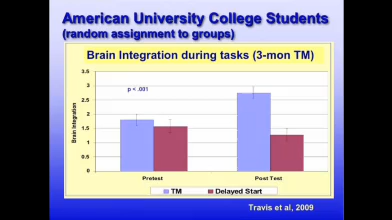 American University College Students
(random assignment to groups)
Brain Integration during tasks (3-mon TM)
3.5
3
2.5
2
1.5
1
0.5
0
Brain Integration
p < .001
Pretest
Post Test
TM
Delayed Start
Travis et al, 2009